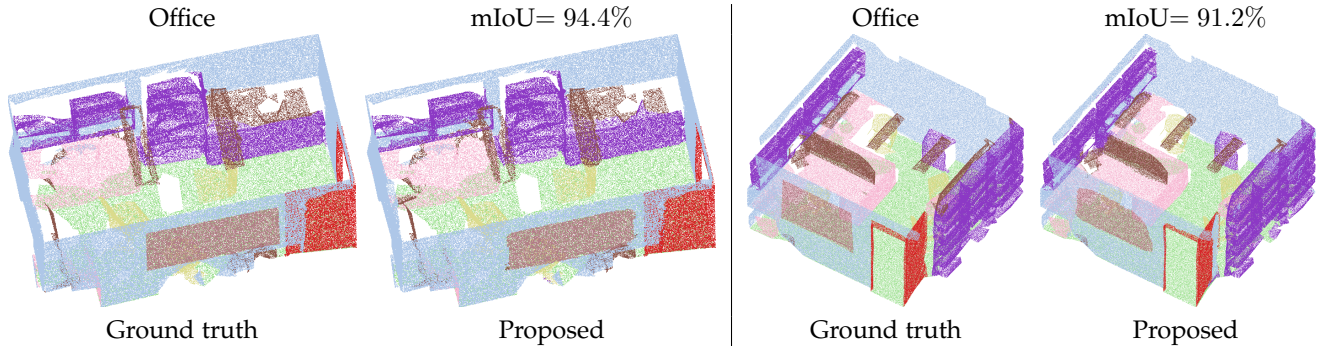 Office
mIoU= 94.4%
Office
mIoU= 91.2%
Ground truth
Proposed
Ground truth
Proposed